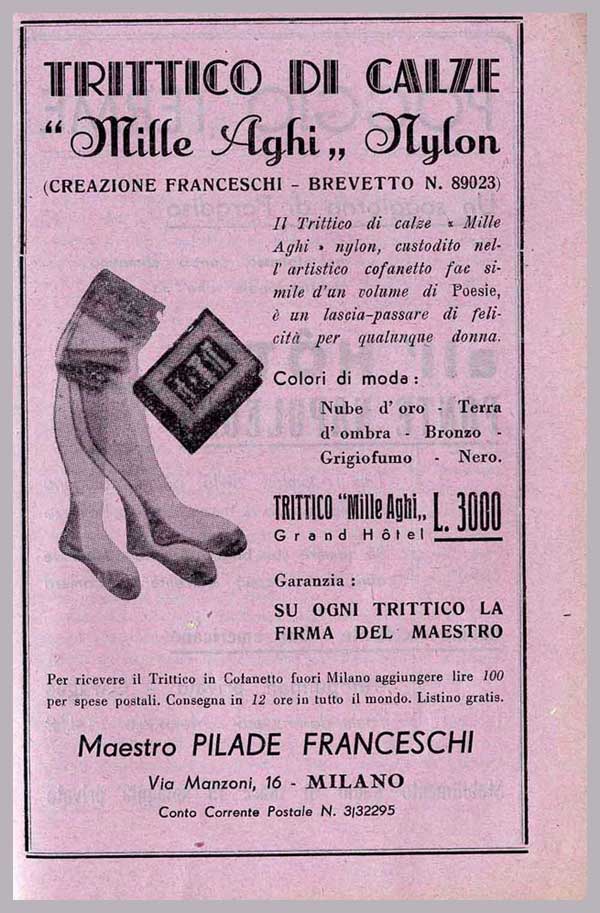 TRITTICO DI CALZE
"Mille Aghi„ Nylon
(CREAZIONE FRANCESCHI - BREVETTO N. 89023)
Il Trittico di calze « Mille
Aghi » nylon, custodito nel-
l'artistico cofanetto fac si-
mile d'un volume di Poesie,
è un lascia-passare di feli-
cità per qualunque donna.
Colori di moda :
Nube d'oro - Terra
d'ombra - Bronzo -
Grigiofumo - Nero.
TRITTICO "Mille Aghi„ L. 3000
Grand Hôtel
Garanzia :
SU OGNI TRITTICO LA
FIRMA DEL MAESTRO
Per ricevere il Trittico in Cofanetto fuori Milano aggiungere lire 100
per spese postali. Consegna in 12 ore in tutto il mondo. Listino gratis.
Maestro PILADE FRANCESCHI
Via Manzoni, 16 - MILANO
Conto Corrente Postale N. 3/32295